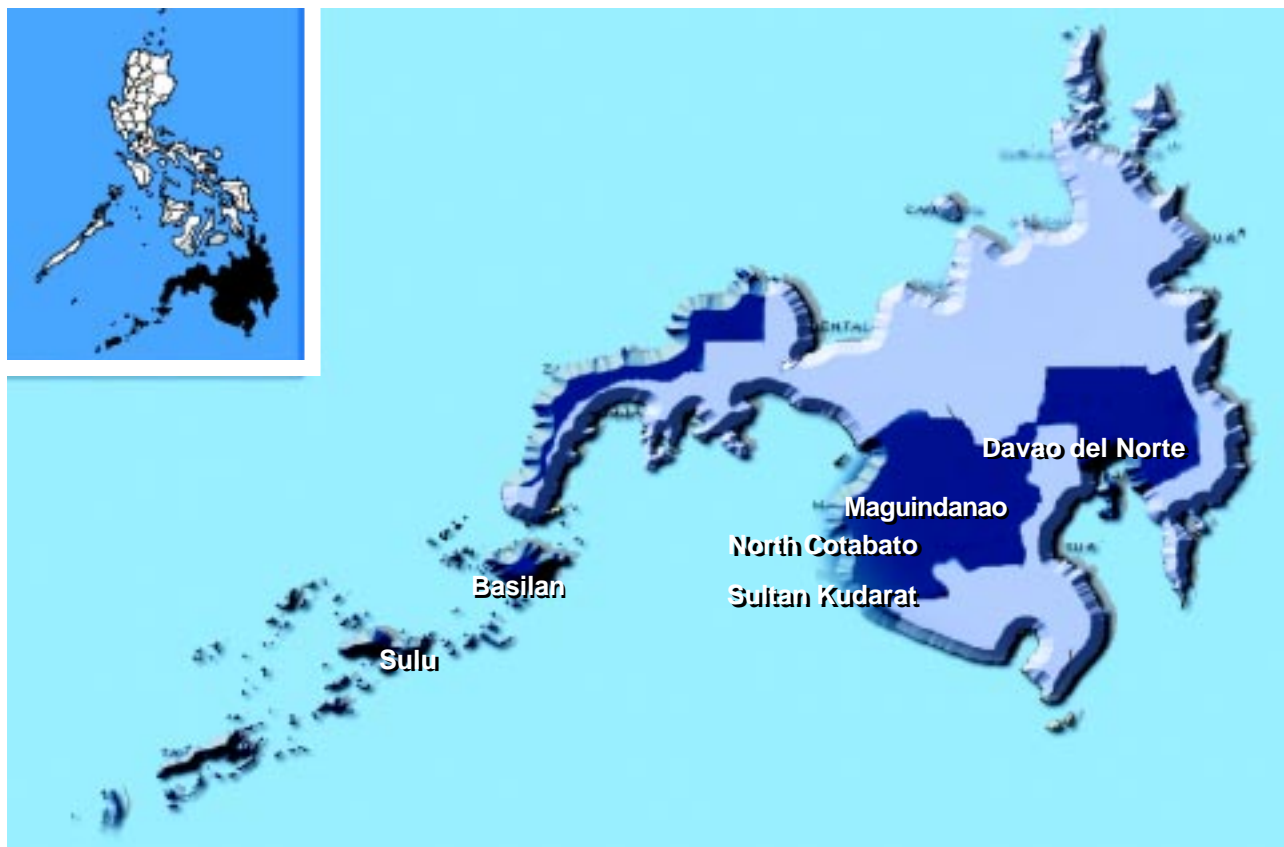 Davao del Norte
Maguindanao
North Cotabato
Basilan
Sultan Kudarat
Sulu